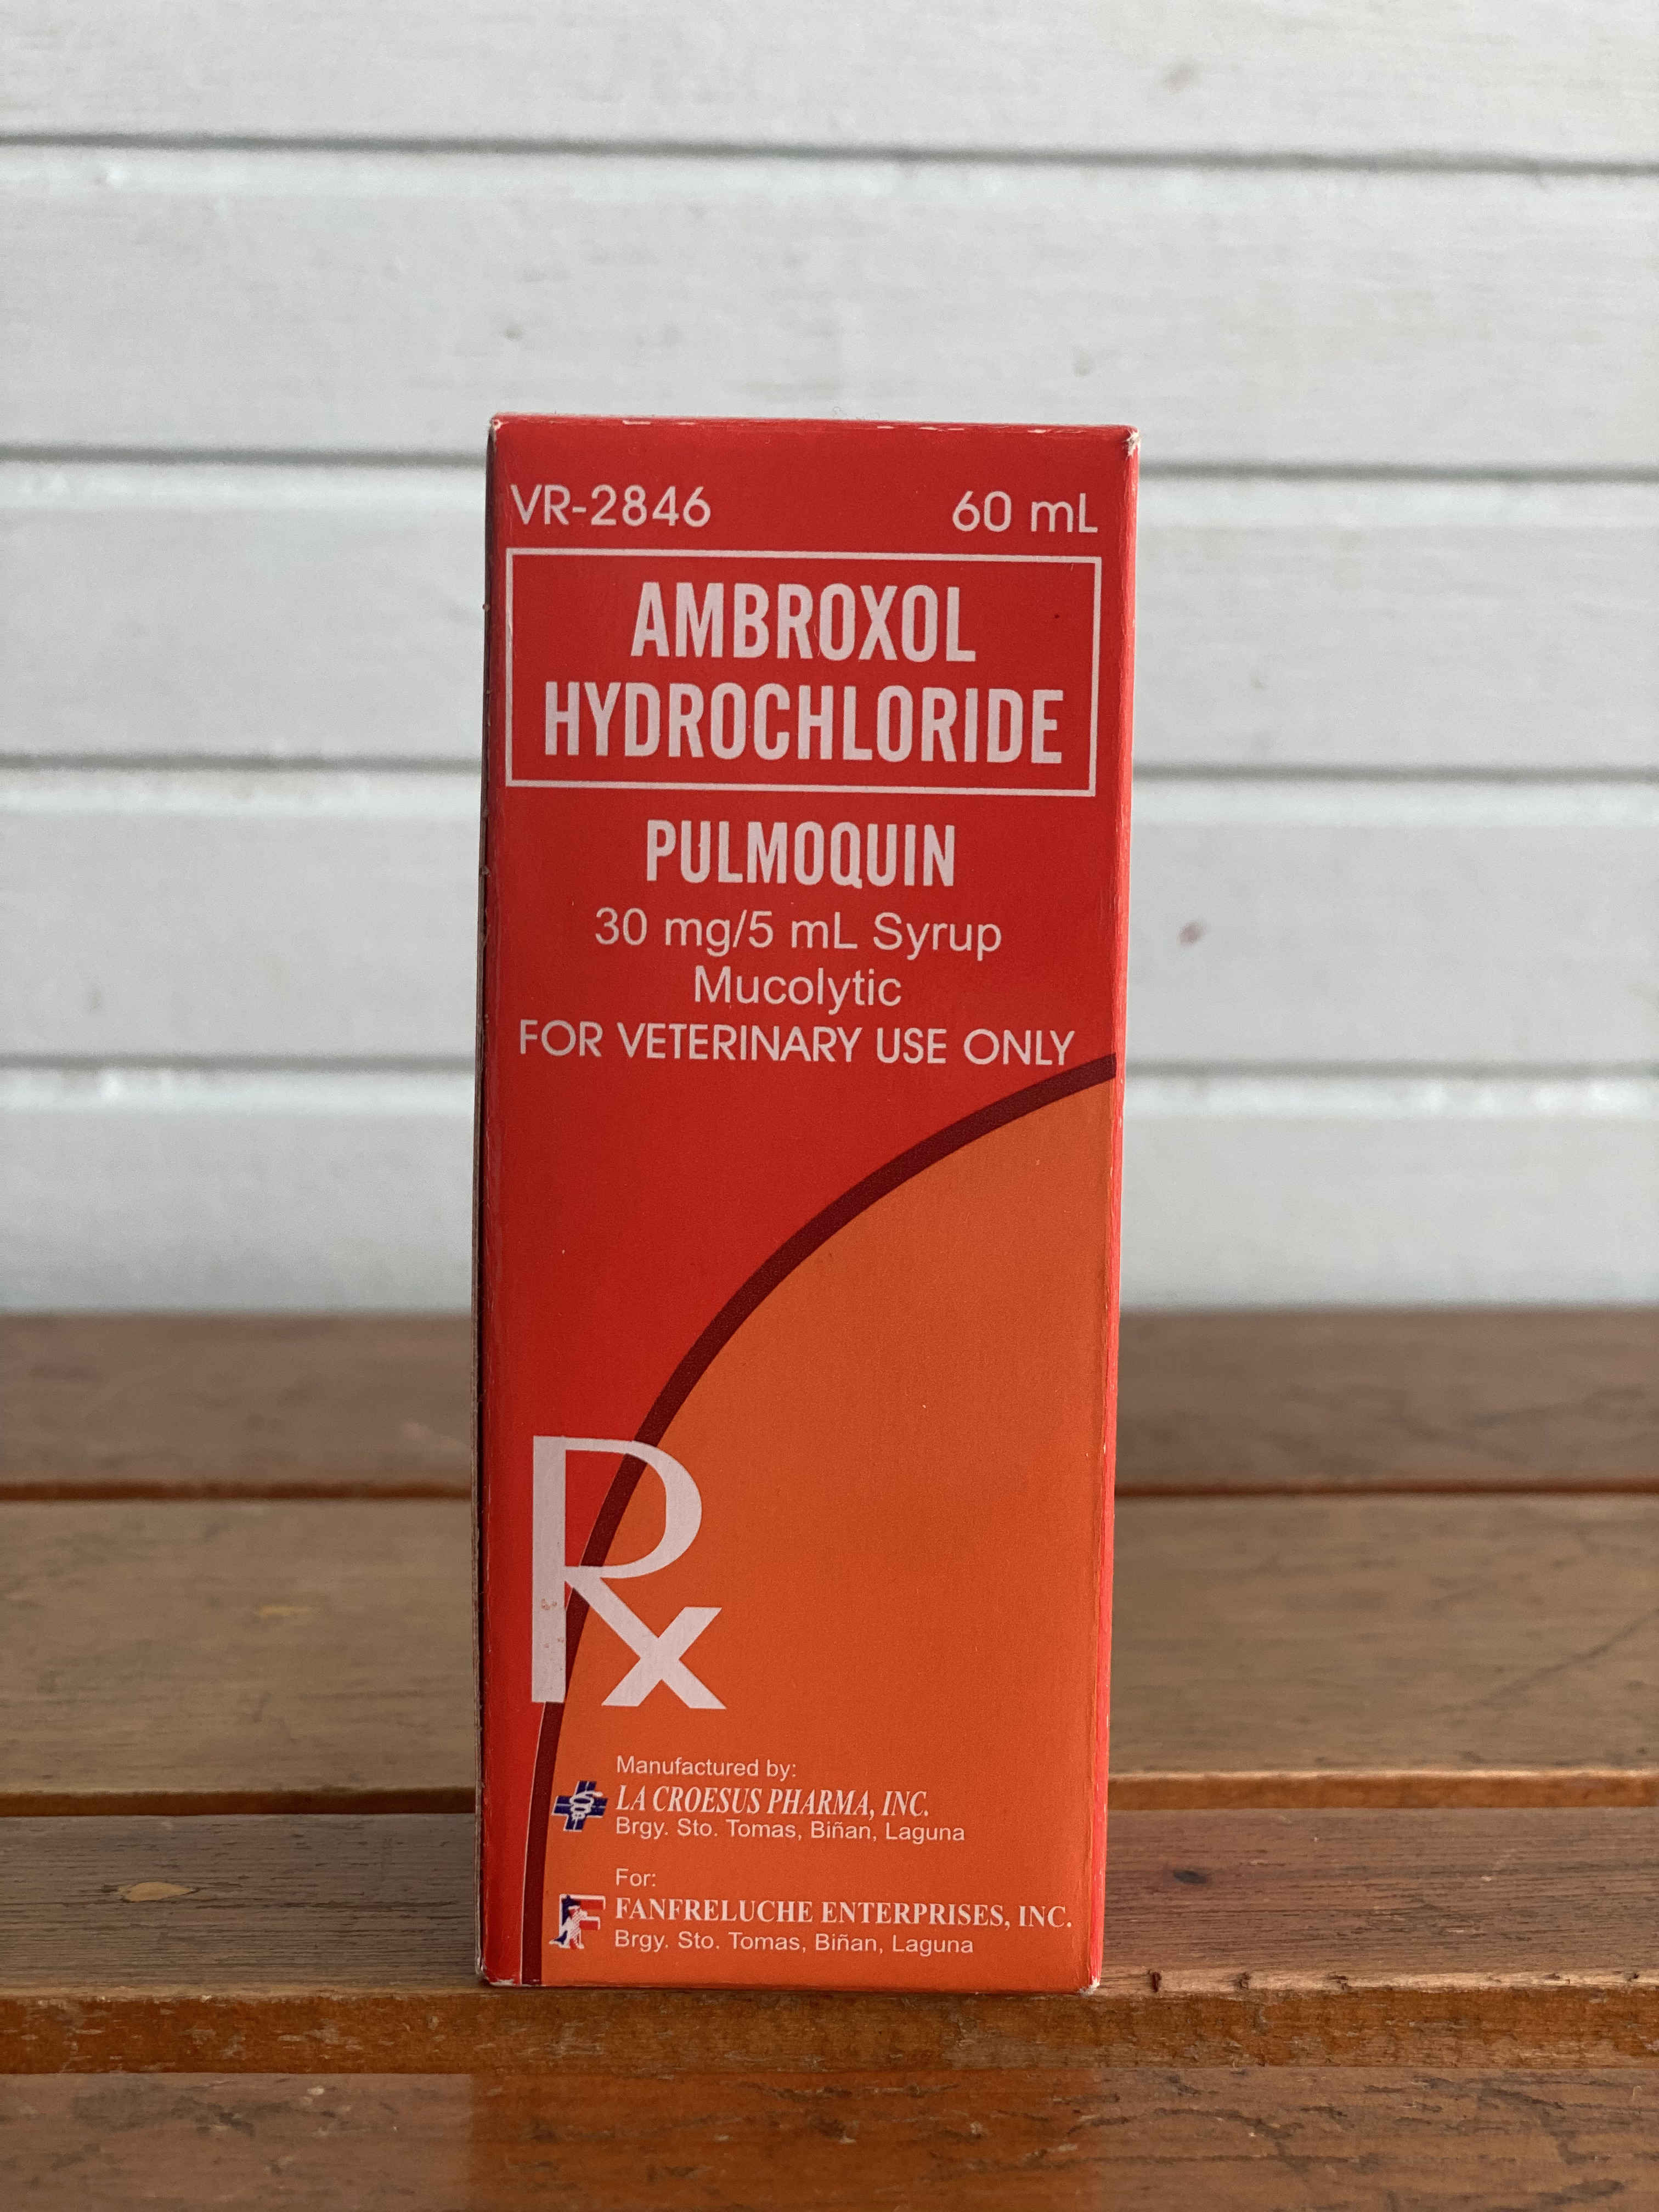 VR-2846 60 mL
AMBROXOL
HYDROCHLORIDE
PULMOQUIN
30 mg/5 mL Syrup
Mucolytic
FOR VETERINARY USE ONLY
Rx
Manufactured by:
LA CROESUS PHARMA, INC.
Brgy. Sto. Tomas, Biñan, Laguna
For:
F
FANFRELUCHE ENTERPRISES, INC.
Brgy. Sto. Tomas, Biñan, Laguna